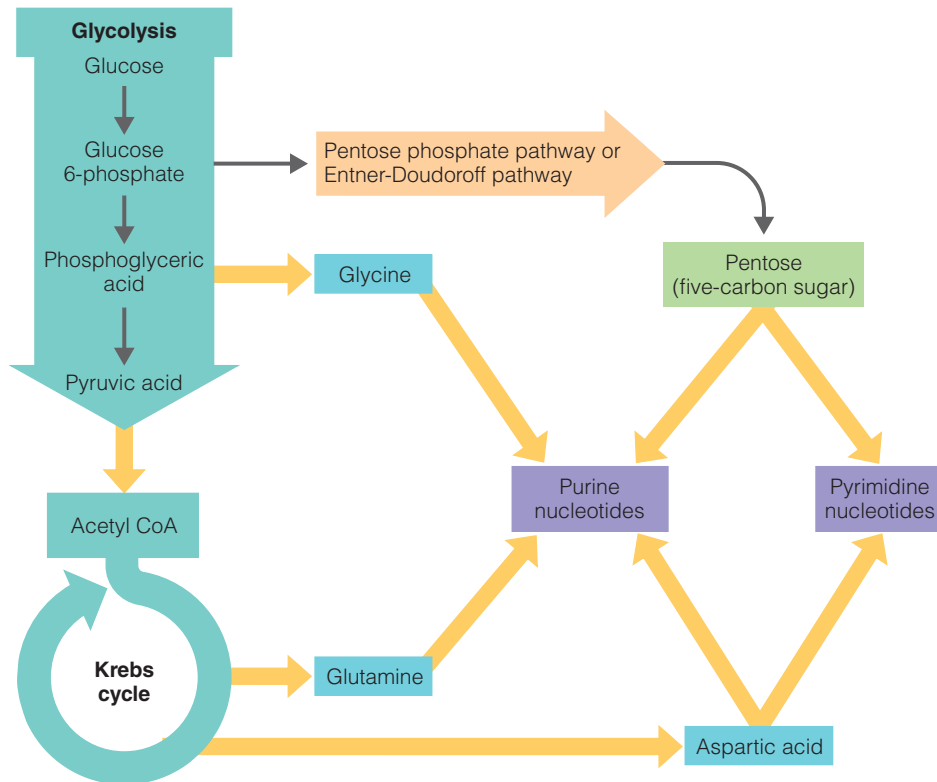 Glycolysis
Glucose
Glucose
6-phosphate
Pentose phosphate pathway or
Entner-Doudoroff pathway
Phosphoglyceric
acid
Glycine
Pentose
(five-carbon sugar)
Pyruvic acid
Purine
nucleotides
Pyrimidine
nucleotides
Acetyl CoA
Krebs
cycle
Glutamine
Aspartic acid